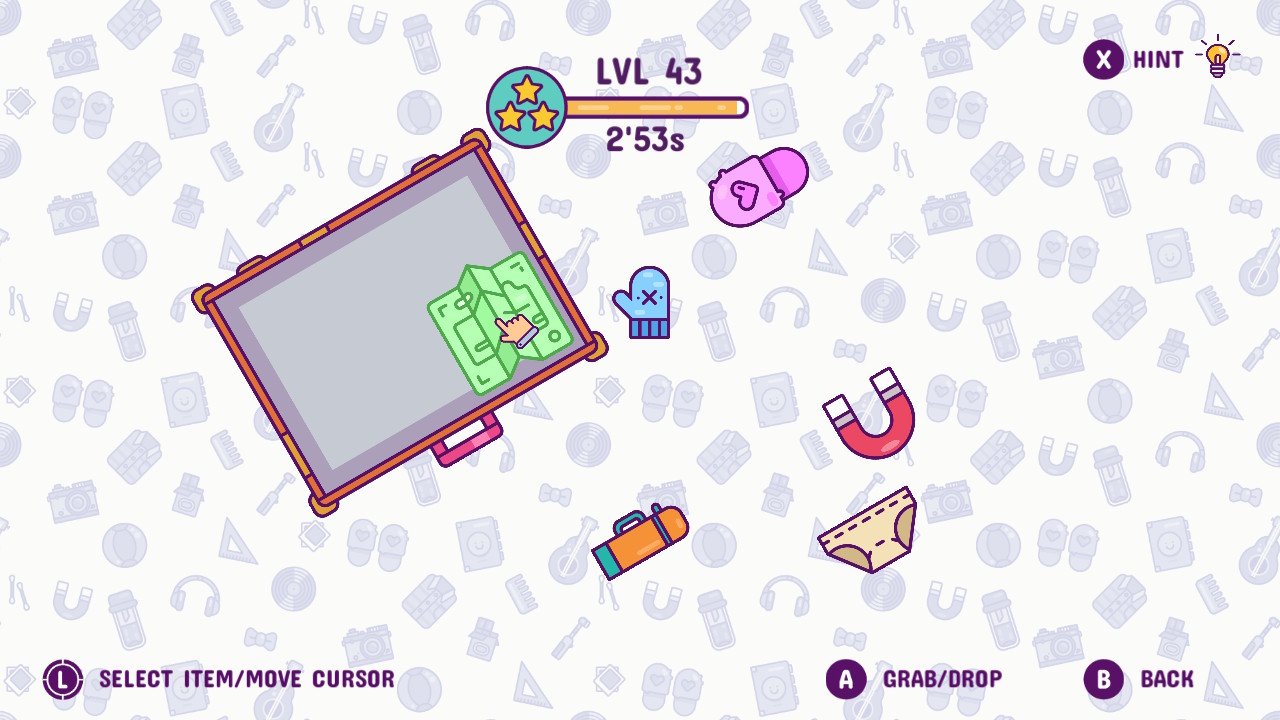 LVL 43
2'53s
X HINT
L SELECT ITEM/MOVE CURSOR
A GRAB/DROP
B BACK